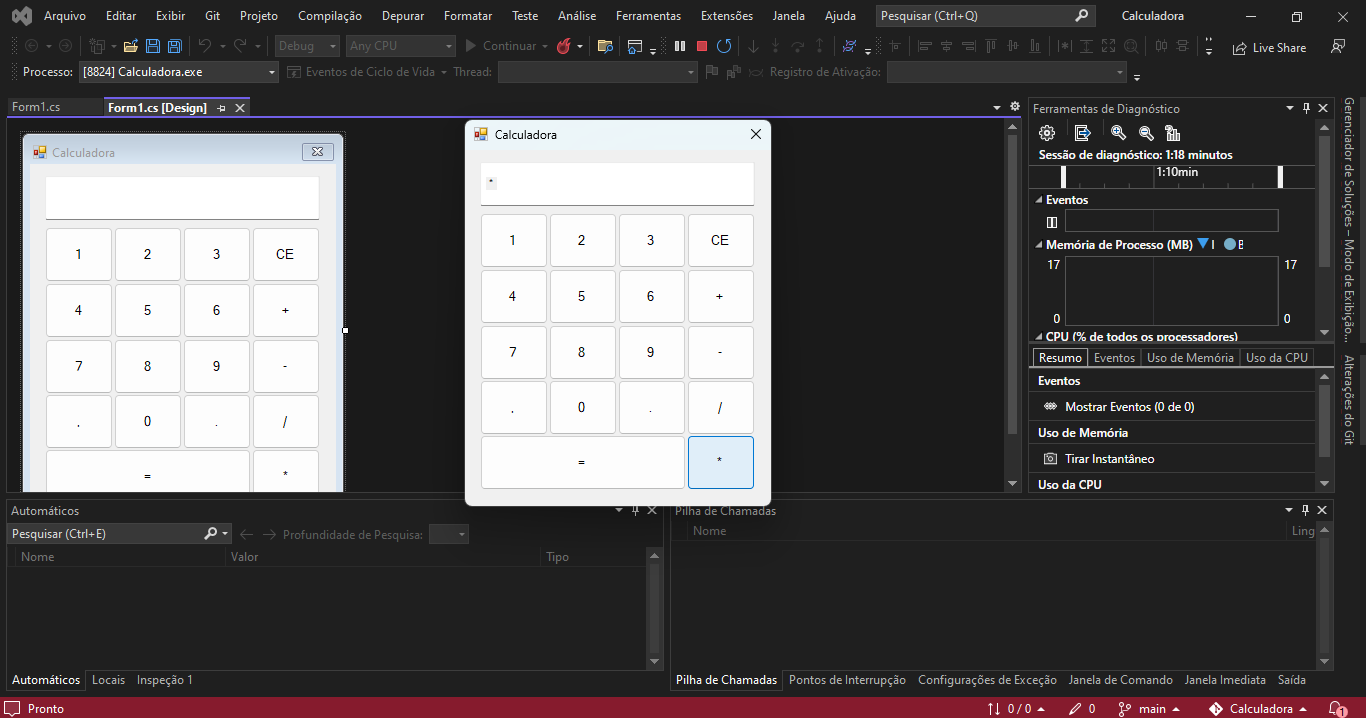 Arquivo Editar Exibir Git Projeto Compilação Depurar Formatar Teste Análise Ferramentas Extensões Janela Ajuda Pesquisar (Ctrl+Q) Calculadora
Debug Any CPU Continuar Live Share
Processo: [8824] Calculadora.exe Eventos de Ciclo de Vida Thread: Registro de Ativação:
Form1.cs Form1.cs [Design]
Calculadora
1 2 3 CE
4 5 6 +
7 8 9 -
, 0 . /
= *
Calculadora
*
1 2 3 CE
4 5 6 +
7 8 9 -
, 0 . /
= *
Ferramentas de Diagnóstico
Sessão de diagnóstico: 1:18 minutos
1:10min
Eventos
Memória de Processo (MB)
17 17
0 0
CPU (% de todos os processadores)
Resumo Eventos Uso de Memória Uso da CPU
Eventos
Mostrar Eventos (0 de 0)
Uso de Memória
Tirar Instantâneo
Uso da CPU
Gerenciador de Soluções – Modo de Exibição...
Alterações do Git
Automáticos
Pesquisar (Ctrl+E) Profundidade de Pesquisa:
Nome Valor Tipo
Automáticos Locais Inspeção 1
Pilha de Chamadas
Nome Ling
Pilha de Chamadas Pontos de Interrupção Configurações de Exceção Janela de Comando Janela Imediata Saída
Pronto 0 / 0 0 main Calculadora 1